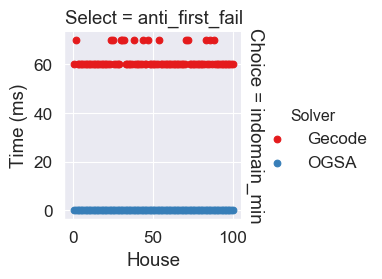 Select = anti_first_fail
Choice = indomain_min
Time (ms)
60
40
20
0
0
50
100
House
Solver
Gecode
OGSA